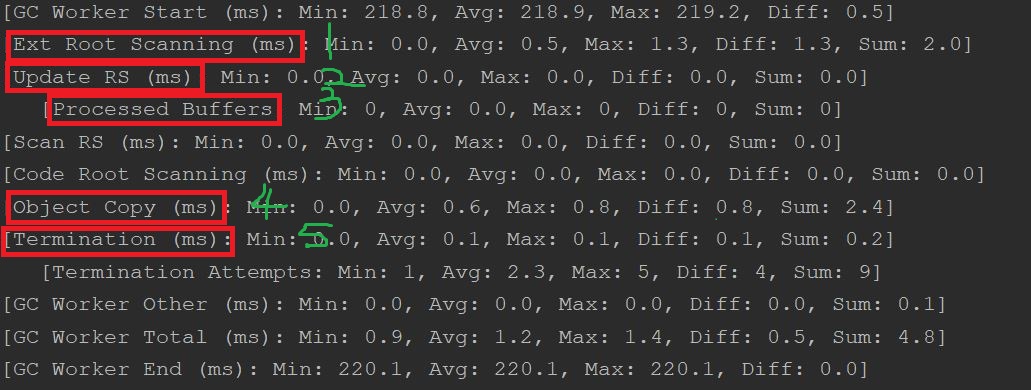 [GC Worker Start (ms): Min: 218.8, Avg: 218.9, Max: 219.2, Diff: 0.5]
[Ext Root Scanning (ms): Min: 0.0, Avg: 0.5, Max: 1.3, Diff: 1.3, Sum: 2.0]
1
[Update RS (ms): Min: 0.0, Avg: 0.0, Max: 0.0, Diff: 0.0, Sum: 0.0]
2
[Processed Buffers: Min: 0, Avg: 0.0, Max: 0, Diff: 0, Sum: 0]
3
[Scan RS (ms): Min: 0.0, Avg: 0.0, Max: 0.0, Diff: 0.0, Sum: 0.0]
[Code Root Scanning (ms): Min: 0.0, Avg: 0.0, Max: 0.0, Diff: 0.0, Sum: 0.0]
[Object Copy (ms): Min: 0.0, Avg: 0.6, Max: 0.8, Diff: 0.8, Sum: 2.4]
4
[Termination (ms): Min: 0.0, Avg: 0.1, Max: 0.1, Diff: 0.1, Sum: 0.2]
5
[Termination Attempts: Min: 1, Avg: 2.3, Max: 5, Diff: 4, Sum: 9]
[GC Worker Other (ms): Min: 0.0, Avg: 0.0, Max: 0.0, Diff: 0.0, Sum: 0.1]
[GC Worker Total (ms): Min: 0.9, Avg: 1.2, Max: 1.4, Diff: 0.5, Sum: 4.8]
[GC Worker End (ms): Min: 220.1, Avg: 220.1, Max: 220.1, Diff: 0.0]